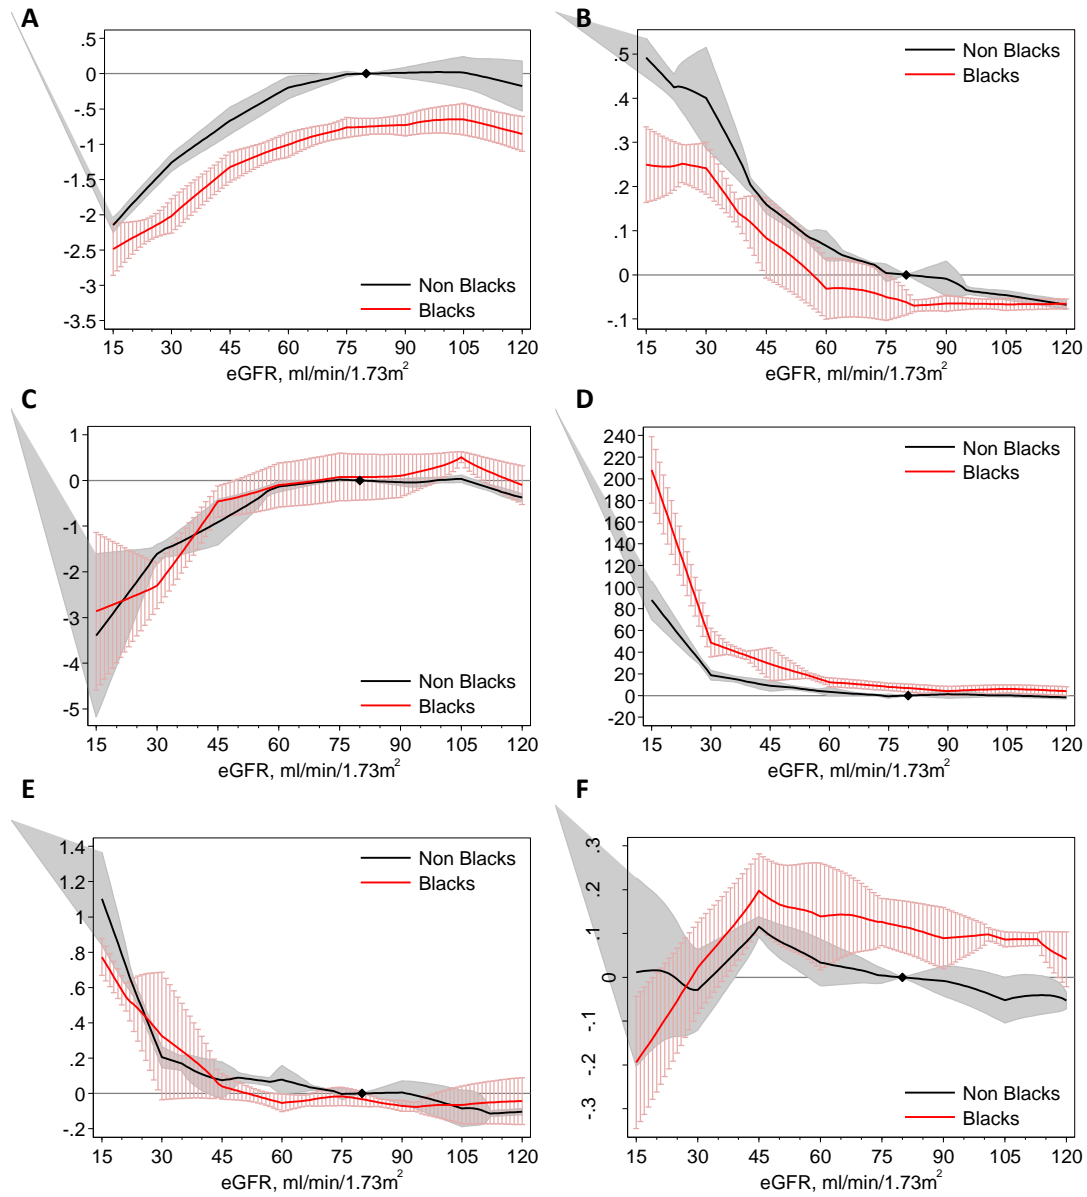 A
.5
0
-.5
-1
-1.5
-2
-2.5
-3
-3.5
Non Blacks
Blacks
15 30 45 60 75 90 105 120
eGFR, ml/min/1.73m²
B
.5
.4
.3
.2
.1
0
-.1
Non Blacks
Blacks
15 30 45 60 75 90 105 120
eGFR, ml/min/1.73m²
C
1
0
-1
-2
-3
-4
-5
Non Blacks
Blacks
15 30 45 60 75 90 105 120
eGFR, ml/min/1.73m²
D
240
220
200
180
160
140
120
100
80
60
40
20
0
-20
Non Blacks
Blacks
15 30 45 60 75 90 105 120
eGFR, ml/min/1.73m²
E
1.4
1.2
1
.8
.6
.4
.2
0
-.2
Non Blacks
Blacks
15 30 45 60 75 90 105 120
eGFR, ml/min/1.73m²
F
.3
.2
.1
0
-.1
-.2
-.3
Non Blacks
Blacks
15 30 45 60 75 90 105 120
eGFR, ml/min/1.73m²